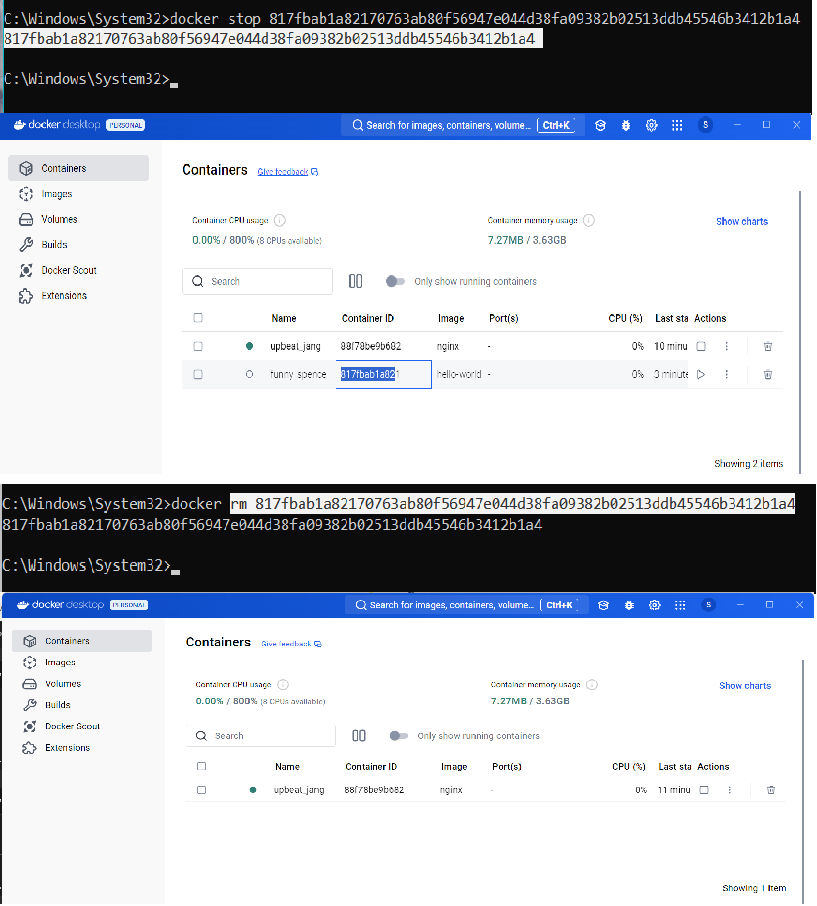 C:\Windows\System32>docker stop 817fbab1a82170763ab80f56947e044d38fa09382b02513ddb45546b3412b1a4
817fbab1a82170763ab80f56947e044d38fa09382b02513ddb45546b3412b1a4
C:\Windows\System32>
docker desktop PERSONAL Search for images, containers, volume... Ctrl+K S
Containers
Images
Volumes
Builds
Docker Scout
Extensions
Containers Give feedback
Container CPU usage
0.00% / 800% (8 CPUs available)
Container memory usage
7.27MB / 3.63GB
Show charts
Search Only show running containers
Name Container ID Image Port(s) CPU (%) Last sta Actions
upbeat_jang 88f78be9b682 nginx - 0% 10 minu
funny_spence 817fbab1a821 hello-world - 0% 3 minute
Showing 2 items
C:\Windows\System32>docker rm 817fbab1a82170763ab80f56947e044d38fa09382b02513ddb45546b3412b1a4
817fbab1a82170763ab80f56947e044d38fa09382b02513ddb45546b3412b1a4
C:\Windows\System32>
docker desktop PERSONAL Search for images, containers, volume... Ctrl+K S
Containers
Images
Volumes
Builds
Docker Scout
Extensions
Containers Give feedback
Container CPU usage
0.00% / 800% (8 CPUs available)
Container memory usage
7.27MB / 3.63GB
Show charts
Search Only show running containers
Name Container ID Image Port(s) CPU (%) Last sta Actions
upbeat_jang 88f78be9b682 nginx - 0% 11 minu
Showing 1 item